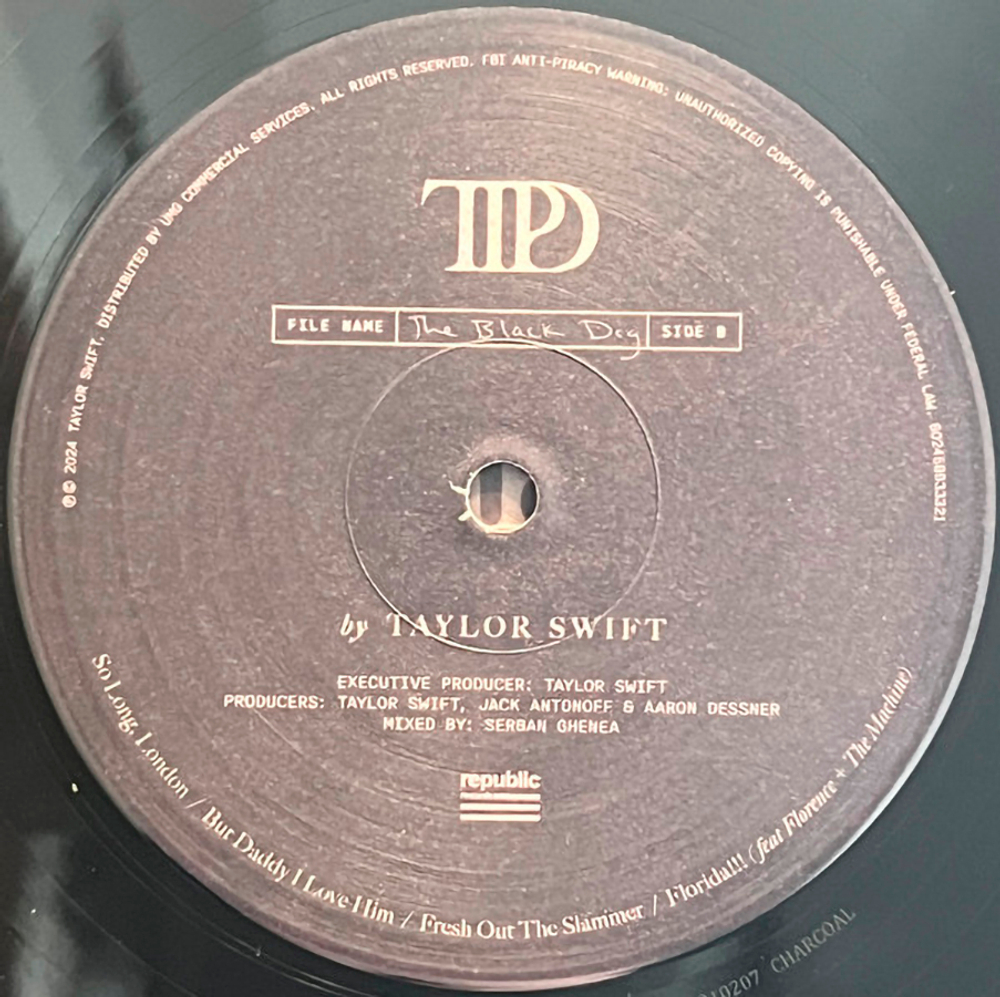 ℗© 2024 TAYLOR SWIFT, DISTRIBUTED BY UMG COMMERCIAL SERVICES. ALL RIGHTS RESERVED. FBI ANTI-PIRACY WARNING: UNAUTHORIZED COPYING IS PUNISHABLE UNDER FEDERAL LAW. 602460033321
TTPD
FILE NAME The Black Dog SIDE B
by TAYLOR SWIFT
EXECUTIVE PRODUCER: TAYLOR SWIFT
PRODUCERS: TAYLOR SWIFT, JACK ANTONOFF & AARON DESSNER
MIXED BY: SERBAN GHENEA
republic
So Long, London / But Daddy I Love Him / Fresh Out The Slammer / Florida!!! (feat Florence + The Machine)
CHARCOAL